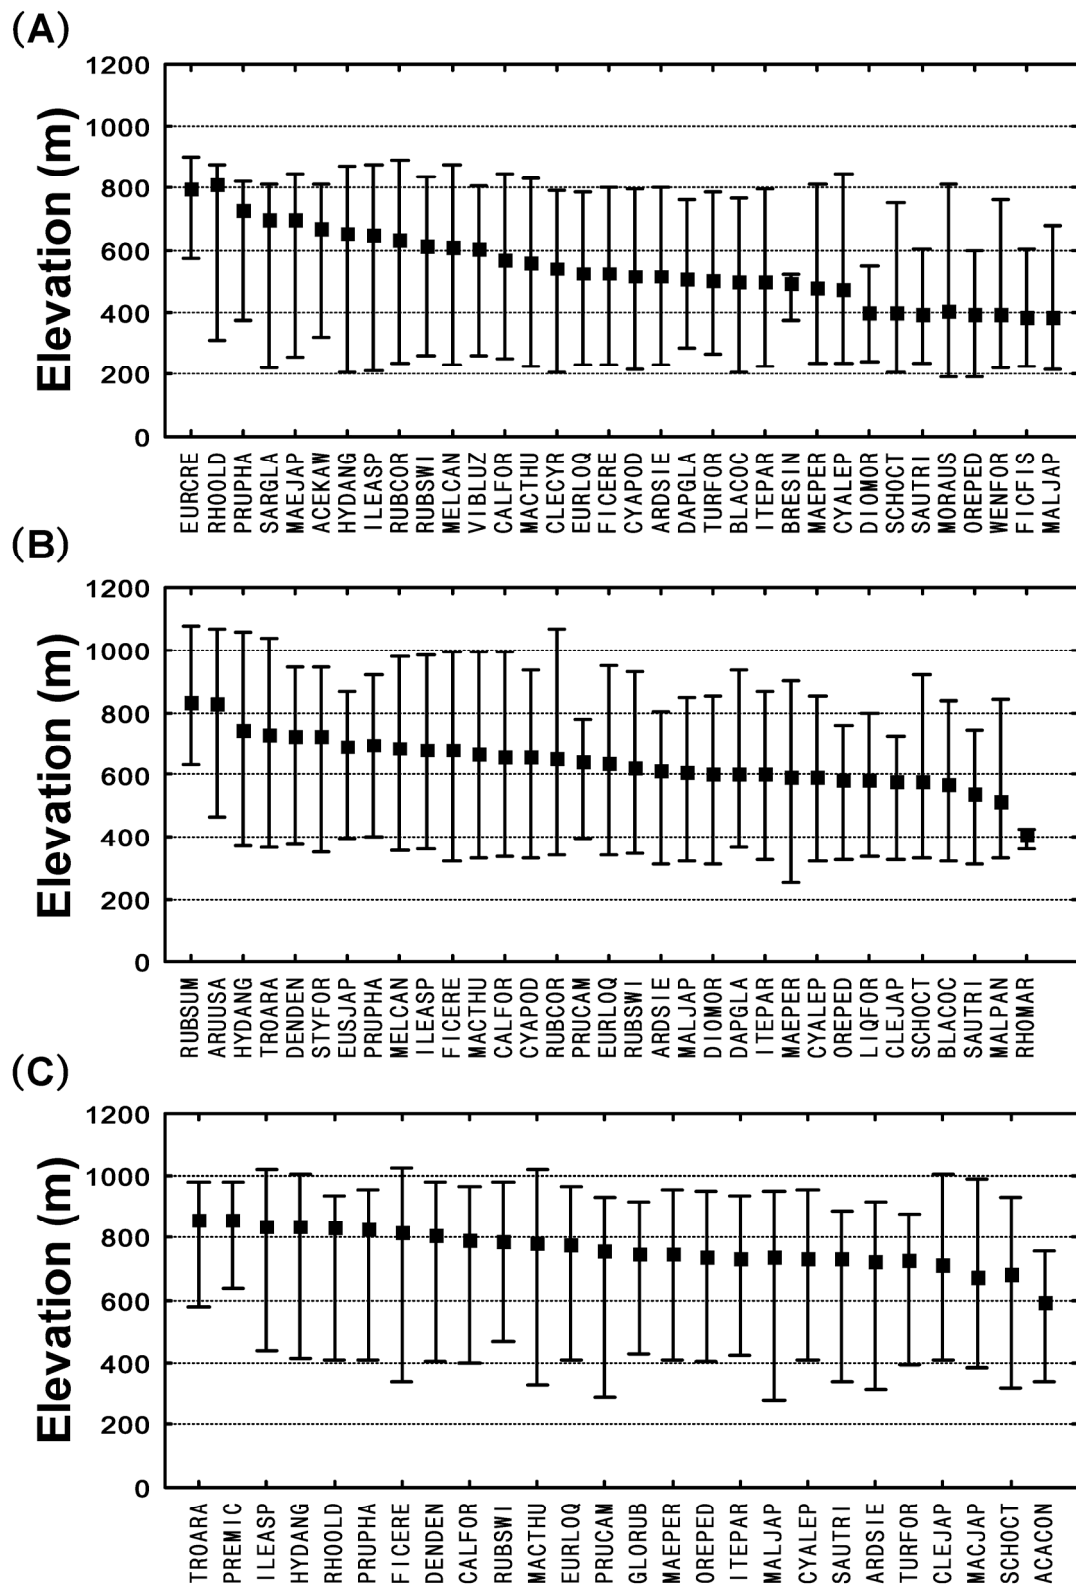 (A)
1200
1000
800
600
400
200
0
Elevation (m)
EURCRE
RHOOLD
PRUPHA
SARGLA
MAEJAP
ACEKAW
HYDANG
ILEASP
RUBCOR
RUBSWI
MELCAN
VIBLUZ
CALFOR
MACTHU
CLECYR
EURLOQ
FICERE
CYAPOD
ARDSIE
DAPGLA
TURFOR
BLACOC
ITEPAR
BRESIN
MAEPER
CYALEP
DIOMOR
SCHOCT
SAUTRI
MORAUS
OREPED
WENFOR
FICFIS
MALJAP
(B)
1200
1000
800
600
400
200
0
Elevation (m)
RUBSUM
ARUUSA
HYDANG
TROARA
DENDEN
STYFOR
EUSJAP
PRUPHA
MELCAN
ILEASP
FICERE
MACTHU
CALFOR
CYAPOD
RUBCOR
PRUCAM
EURLOQ
RUBSWI
ARDSIE
MALJAP
DIOMOR
DAPGLA
ITEPAR
MAEPER
CYALEP
OREPED
LIQFOR
CLEJAP
SCHOCT
BLACOC
SAUTRI
MALPAN
RHOMAR
(C)
1200
1000
800
600
400
200
0
Elevation (m)
TROARA
PREMIC
ILEASP
HYDANG
RHOOLD
PRUPHA
FICERE
DENDEN
CALFOR
RUBSWI
MACTHU
EURLOQ
PRUCAM
GLORUB
MAEPER
OREPED
ITEPAR
MALJAP
CYALEP
SAUTRI
ARDSIE
TURFOR
CLEJAP
MACJAP
SCHOCT
ACACON